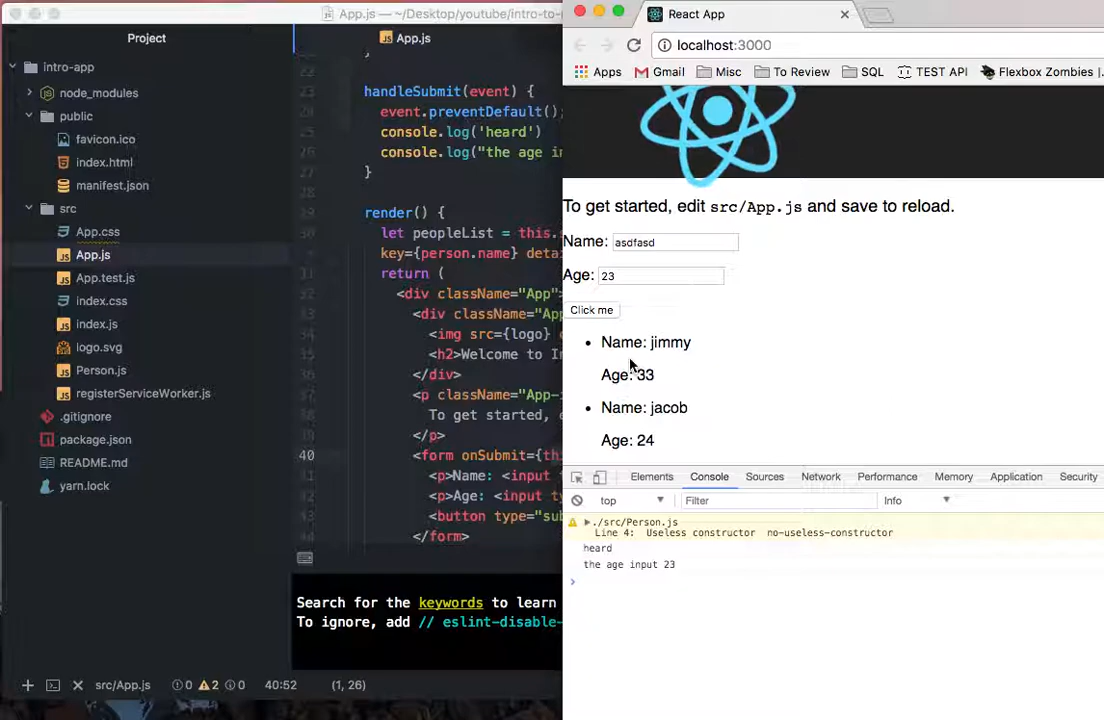 App.js — ~/Desktop/youtube/intro-to-
Project
intro-app
node_modules
public
favicon.ico
index.html
manifest.json
src
App.css
App.js
App.test.js
index.css
index.js
logo.svg
Person.js
registerServiceWorker.js
.gitignore
package.json
README.md
yarn.lock
App.js
}
22
handleSubmit(event) {
event.preventDefault();
console.log('heard')
console.log("the age in
}
render() {
let peopleList = this.
key={person.name} deta
return (
<div className="App"
<div className="Ap
<img src={logo}
<h2>Welcome to I
</div>
<p className="App-
To get started, e
</p>
40 <form onSubmit={th
<p>Name: <input
<p>Age: <input ty
<button type="sub
</form>
Search for the keywords to learn
To ignore, add // eslint-disable-
src/App.js 0 2 0 40:52 (1, 26)
React App
localhost:3000
Apps Gmail Misc To Review SQL TEST API Flexbox Zombies |.
To get started, edit src/App.js and save to reload.
Name: asdfasd
Age: 23
Click me
• Name: jimmy
Age: 33
• Name: jacob
Age: 24
Elements Console Sources Network Performance Memory Application Security
top Filter Info
./src/Person.js
Line 4: Useless constructor no-useless-constructor
heard
the age input 23